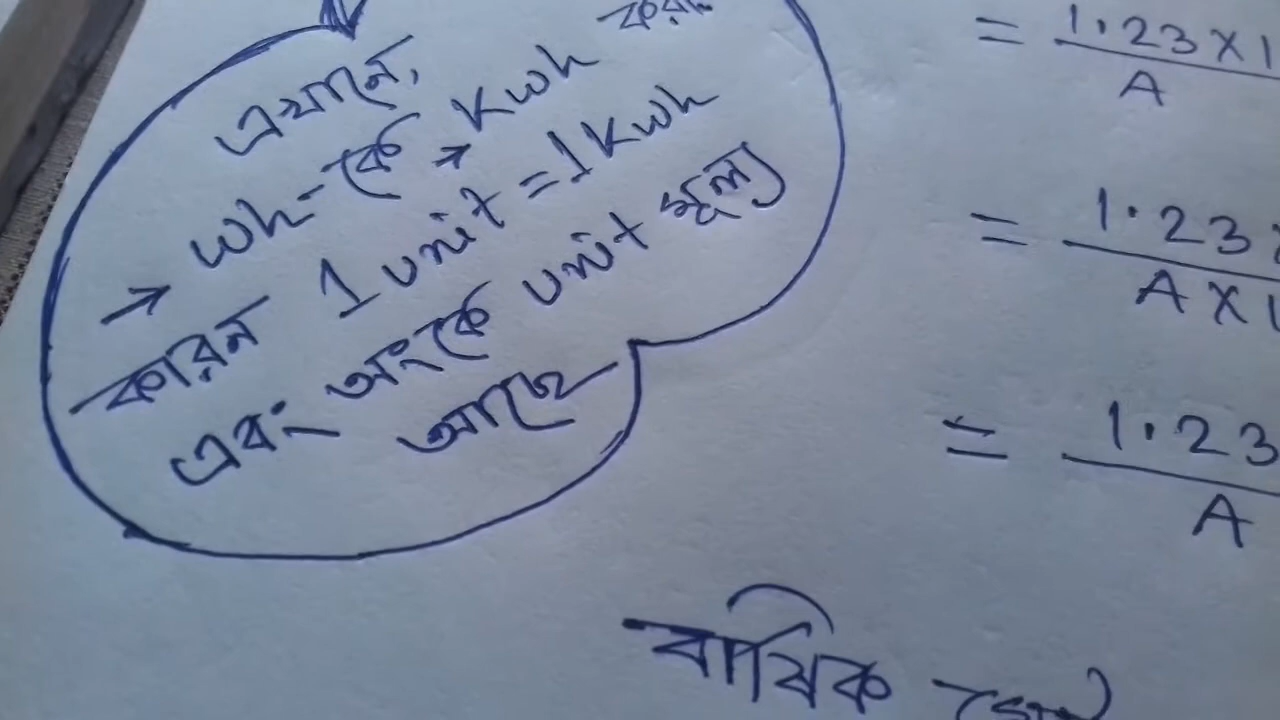 এখানে,
→ Wh-কে → Kwh করা
কারন 1 unit = 1 Kwh
এবং অংকে unit মূল্য
আছে
= 1.23 × 1
A
= 1.23
A × 1
= 1.23
A
বার্ষিক